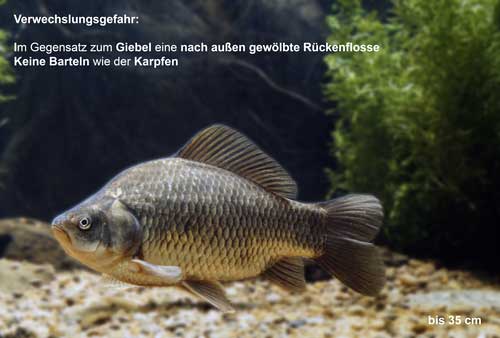 Verwechslungsgefahr:
Im Gegensatz zum Giebel eine nach außen gewölbte Rückenflosse
Keine Barteln wie der Karpfen
bis 35 cm